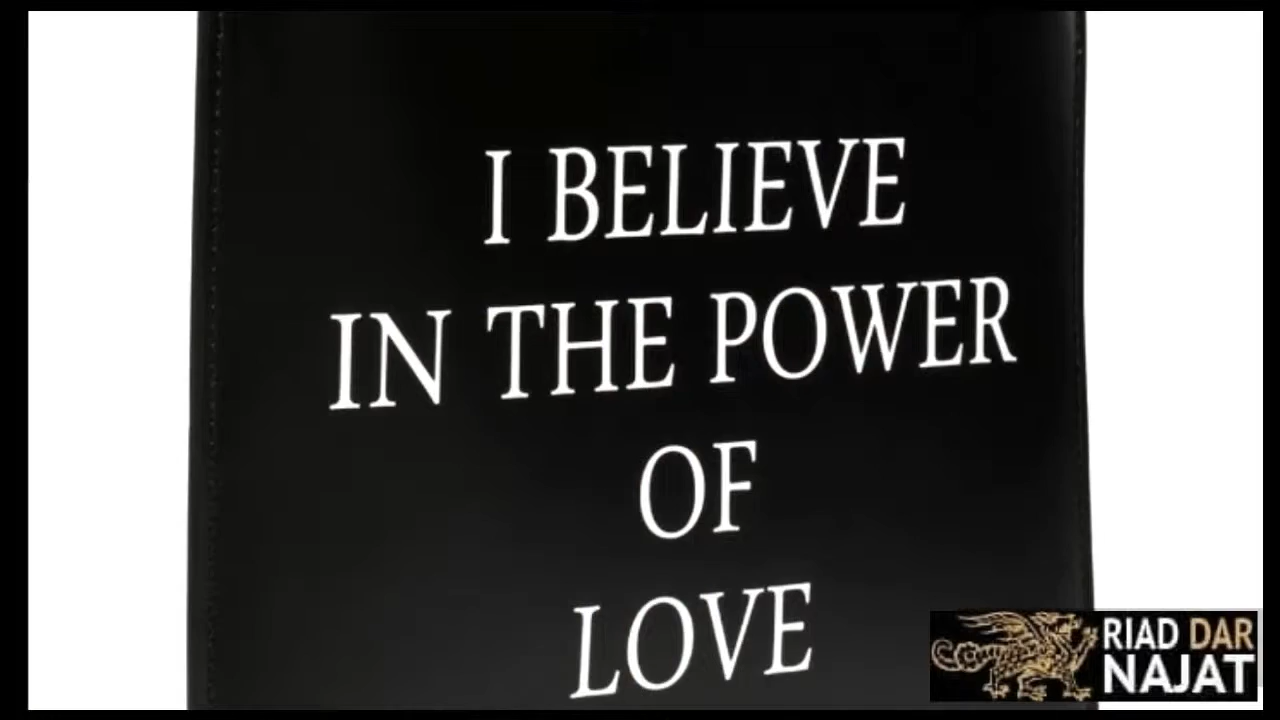 I BELIEVE
IN THE POWER
OF
LOVE
RIAD DAR
NAJAT